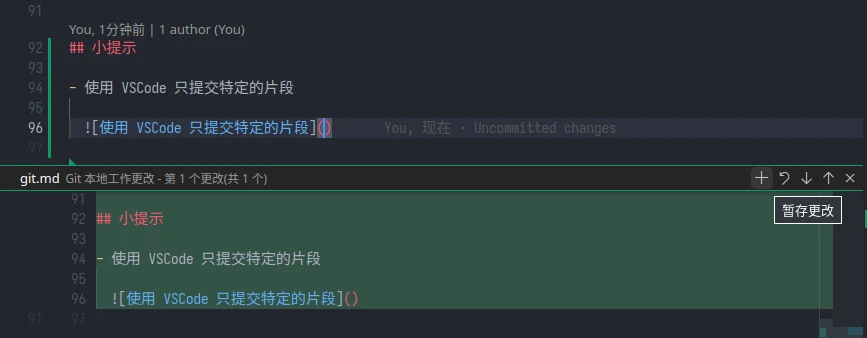 91
You, 1分钟前 | 1 author (You)
92 ## 小提示
93
94 - 使用 VSCode 只提交特定的片段
95
96 ![使用 VSCode 只提交特定的片段]() You, 现在 · Uncommitted changes
97
git.md Git 本地工作更改 - 第 1 个更改(共 1 个)
暂存更改
91
92 ## 小提示
93
94 - 使用 VSCode 只提交特定的片段
95
96 ![使用 VSCode 只提交特定的片段]()
91 97